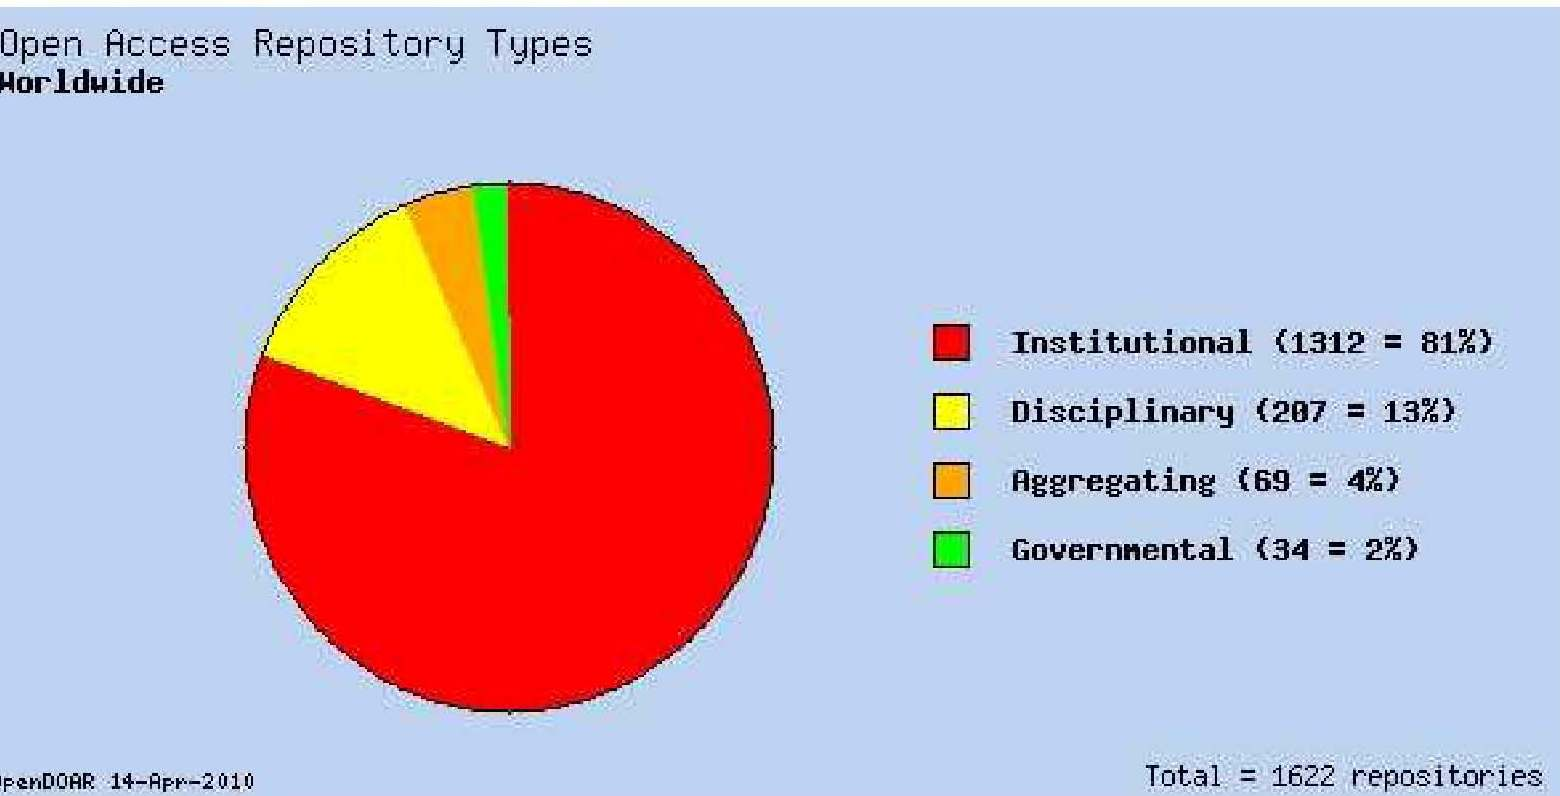 Open Access Repository Types
Worldwide
Institutional (1312 = 81%)
Disciplinary (207 = 13%)
Aggregating (69 = 4%)
Governmental (34 = 2%)
OpenDOAR 14-Apr-2010
Total = 1622 repositories